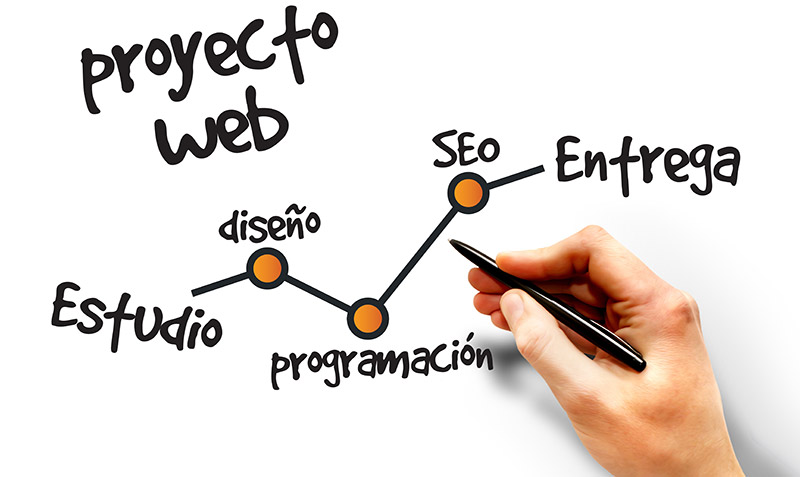 proyecto
web
Estudio
diseño
programación
SEO
Entrega